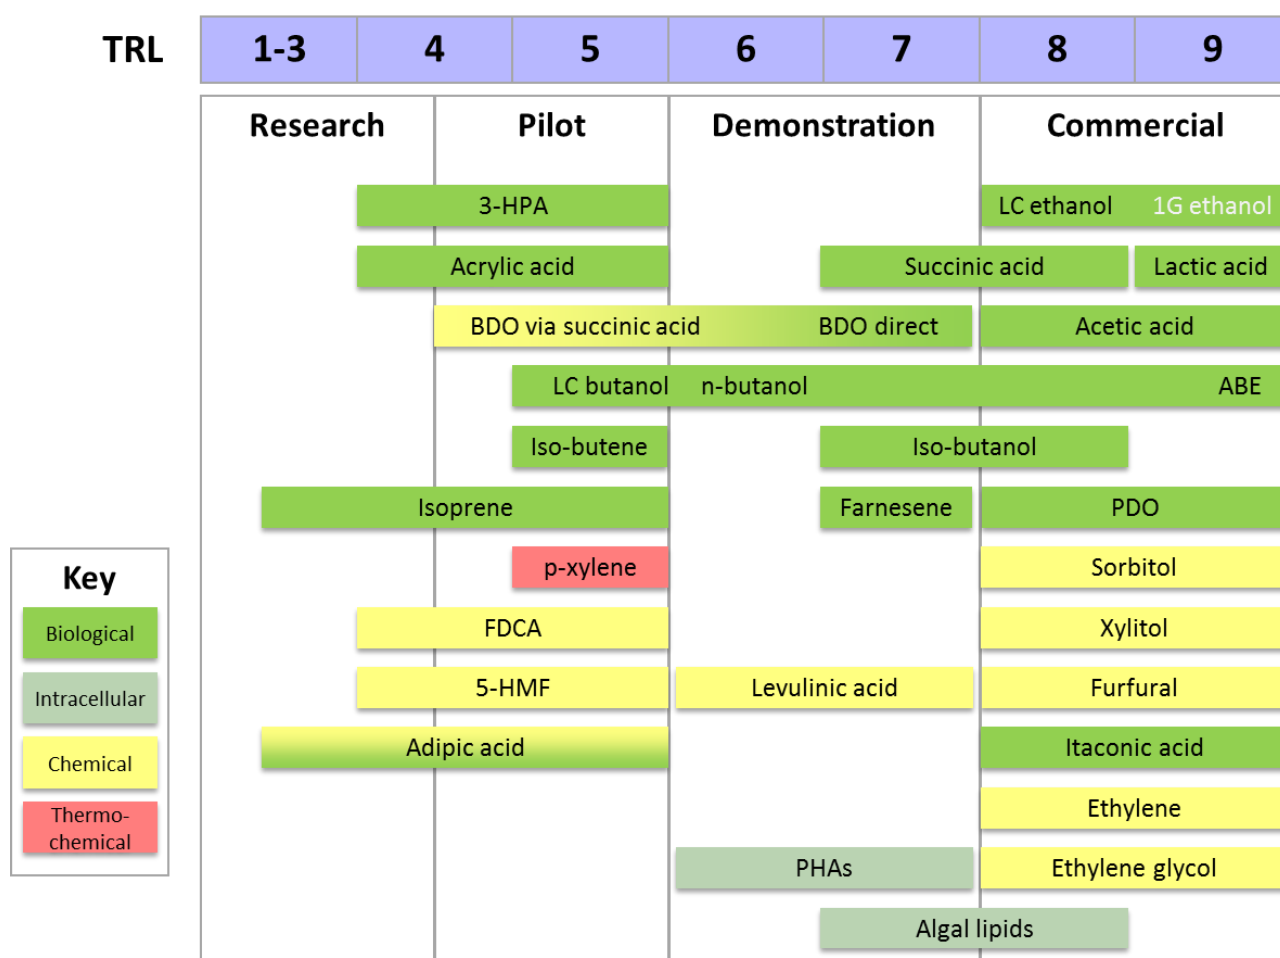 TRL 1-3 4 5 6 7 8 9
Research Pilot Demonstration Commercial
3-HPA LC ethanol 1G ethanol
Acrylic acid Succinic acid Lactic acid
BDO via succinic acid BDO direct Acetic acid
LC butanol n-butanol ABE
Iso-butene Iso-butanol
Isoprene Farnesene PDO
p-xylene Sorbitol
FDCA Xylitol
5-HMF Levulinic acid Furfural
Adipic acid Itaconic acid
Ethylene
PHAs Ethylene glycol
Algal lipids
Key
Biological
Intracellular
Chemical
Thermo-
chemical